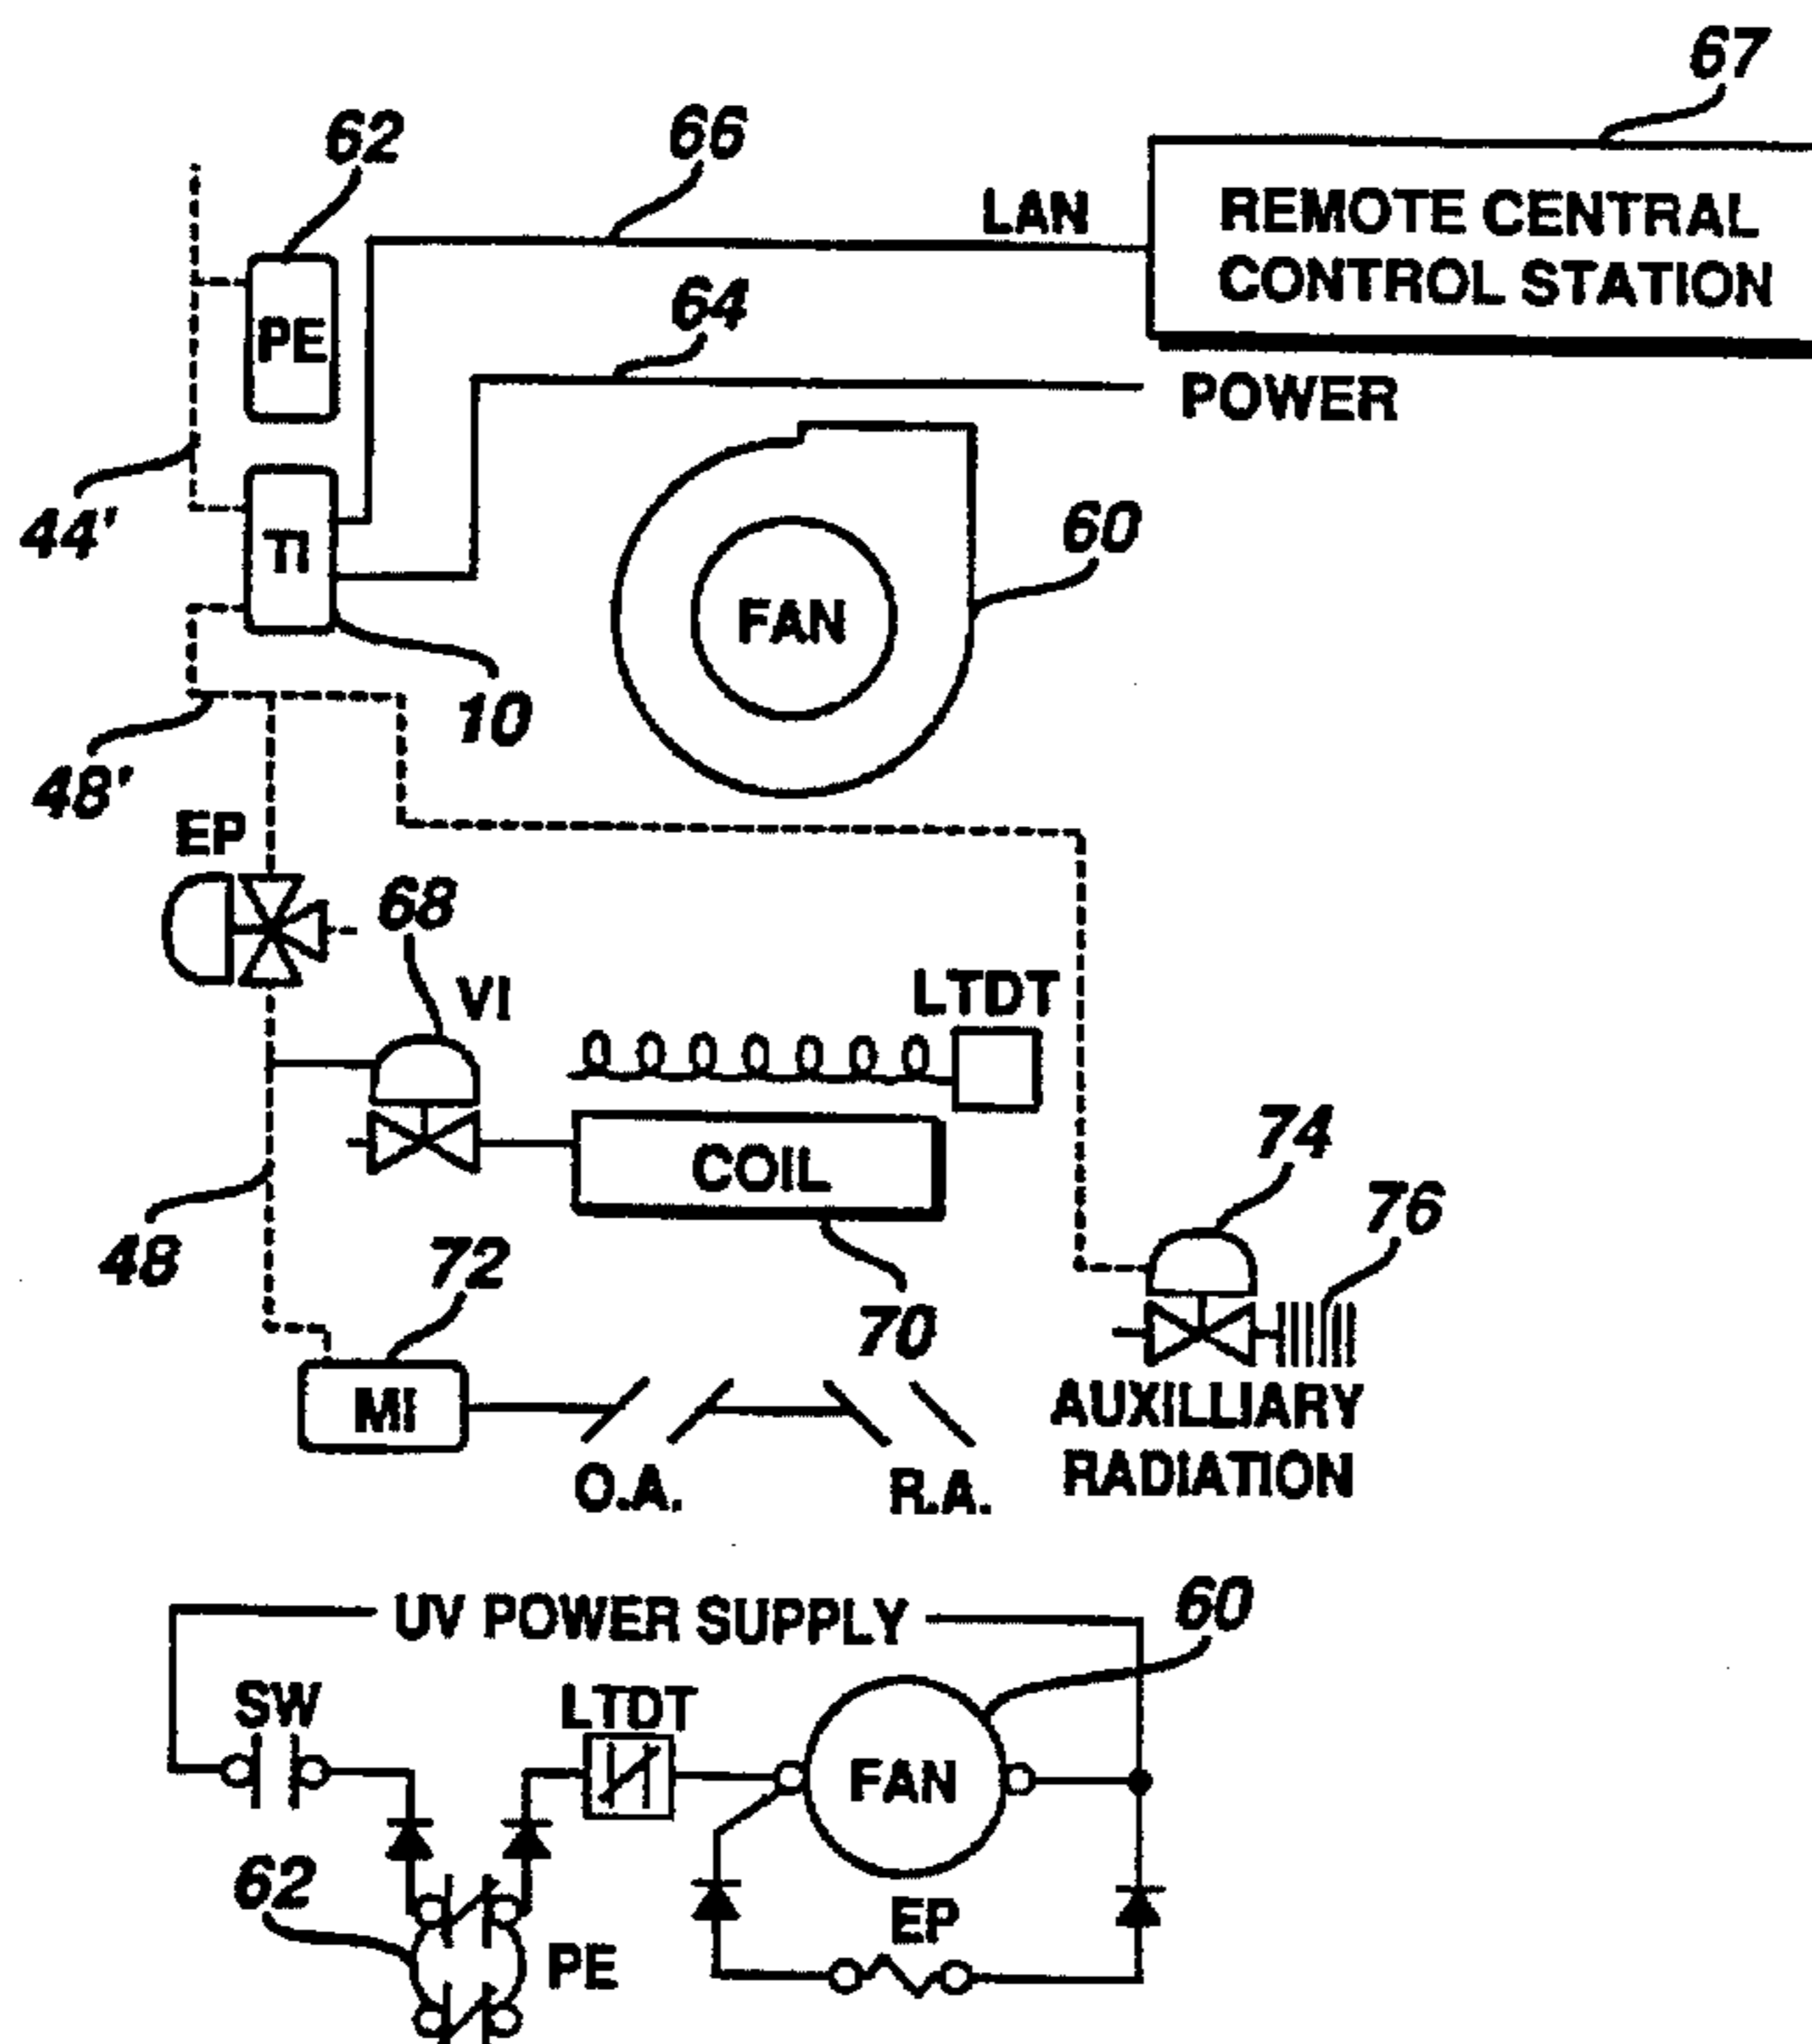 67
62
66
LAN
REMOTE CENTRAL
CONTROL STATION
64
PE
POWER
44'
TI
60
FAN
10
48'
EP
68
VI
LTDT
74
COIL
76
48
72
70
MI
AUXILLIARY
RADIATION
O.A.
R.A.
UV POWER SUPPLY
60
SW
LTDT
FAN
62
EP
PE